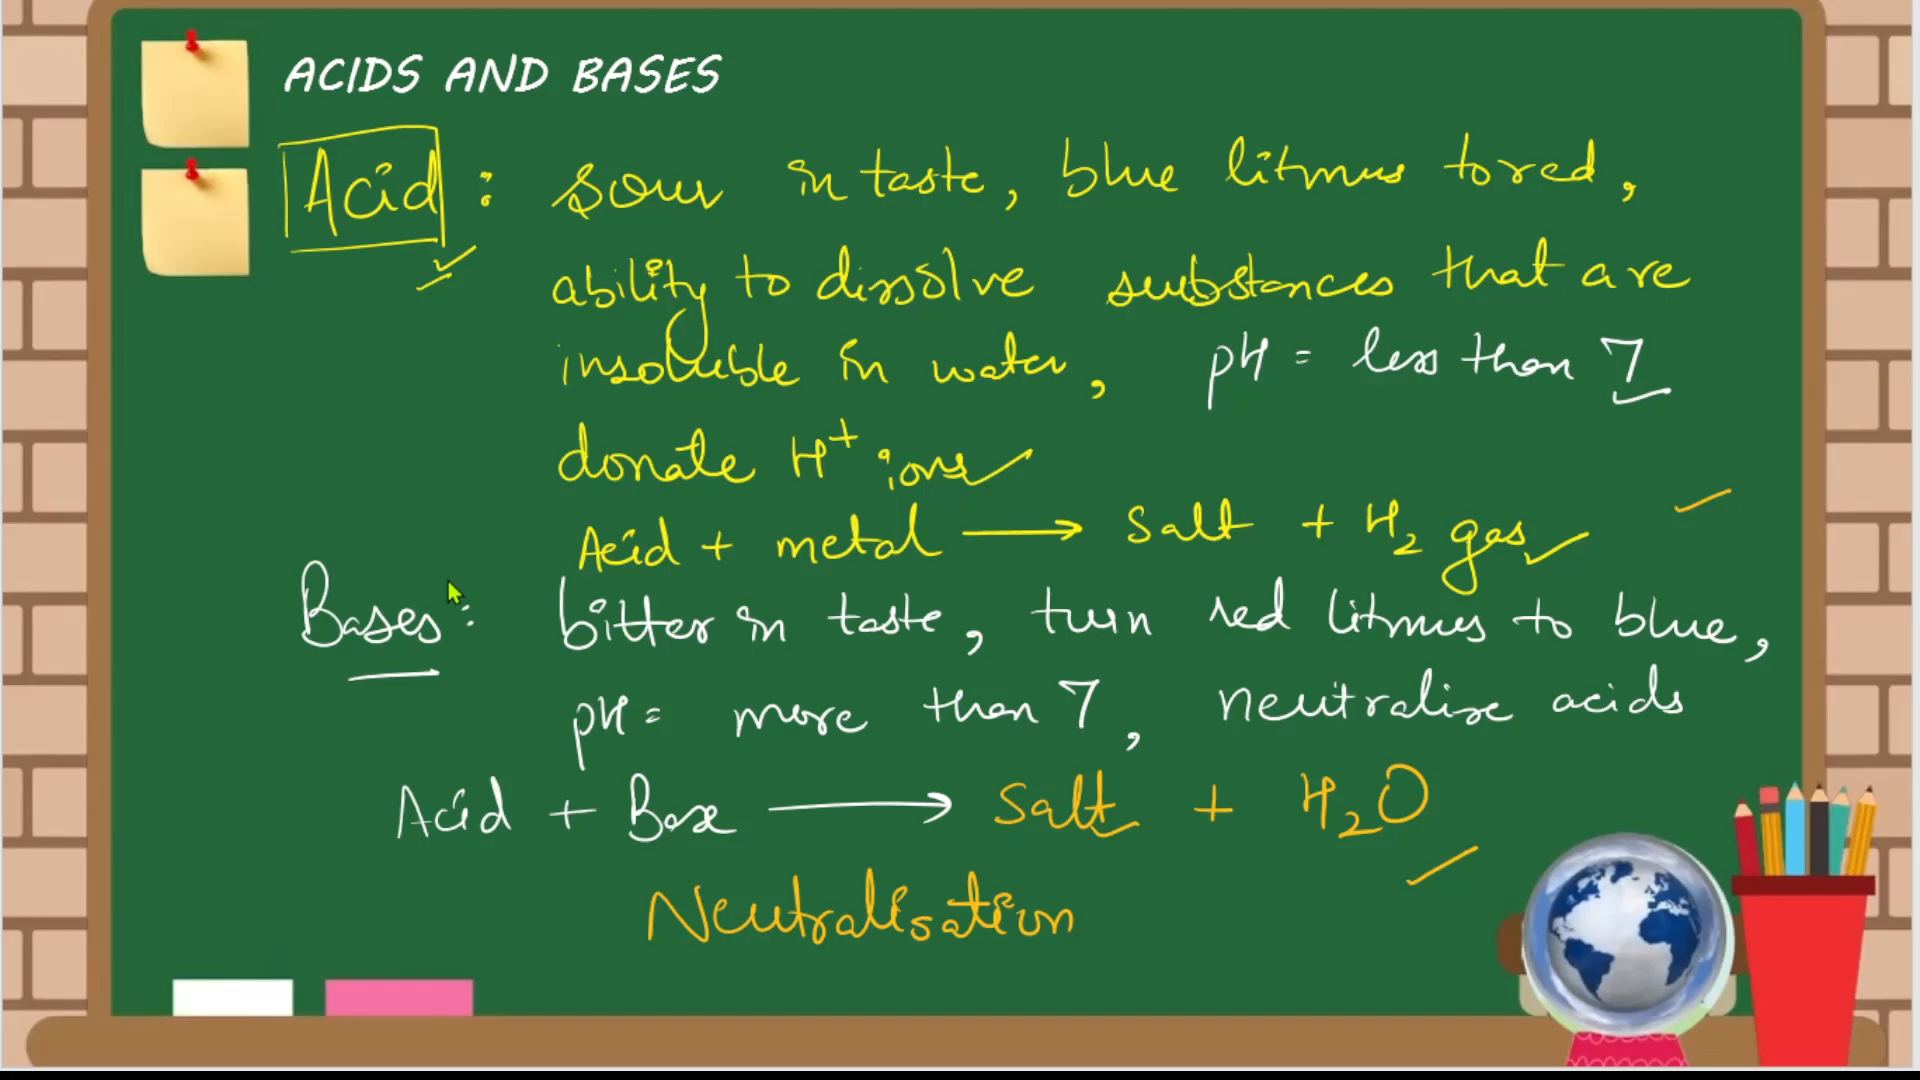 ACIDS AND BASES
Acid : sour in taste, blue litmus to red,
ability to dissolve substances that are
insoluble in water, pH = less than 7
donate H⁺ ions
Acid + metal → Salt + H₂ gas
Bases : bitter in taste, turn red litmus to blue,
pH = more than 7, neutralise acids
Acid + Base → Salt + H₂O
Neutralisation